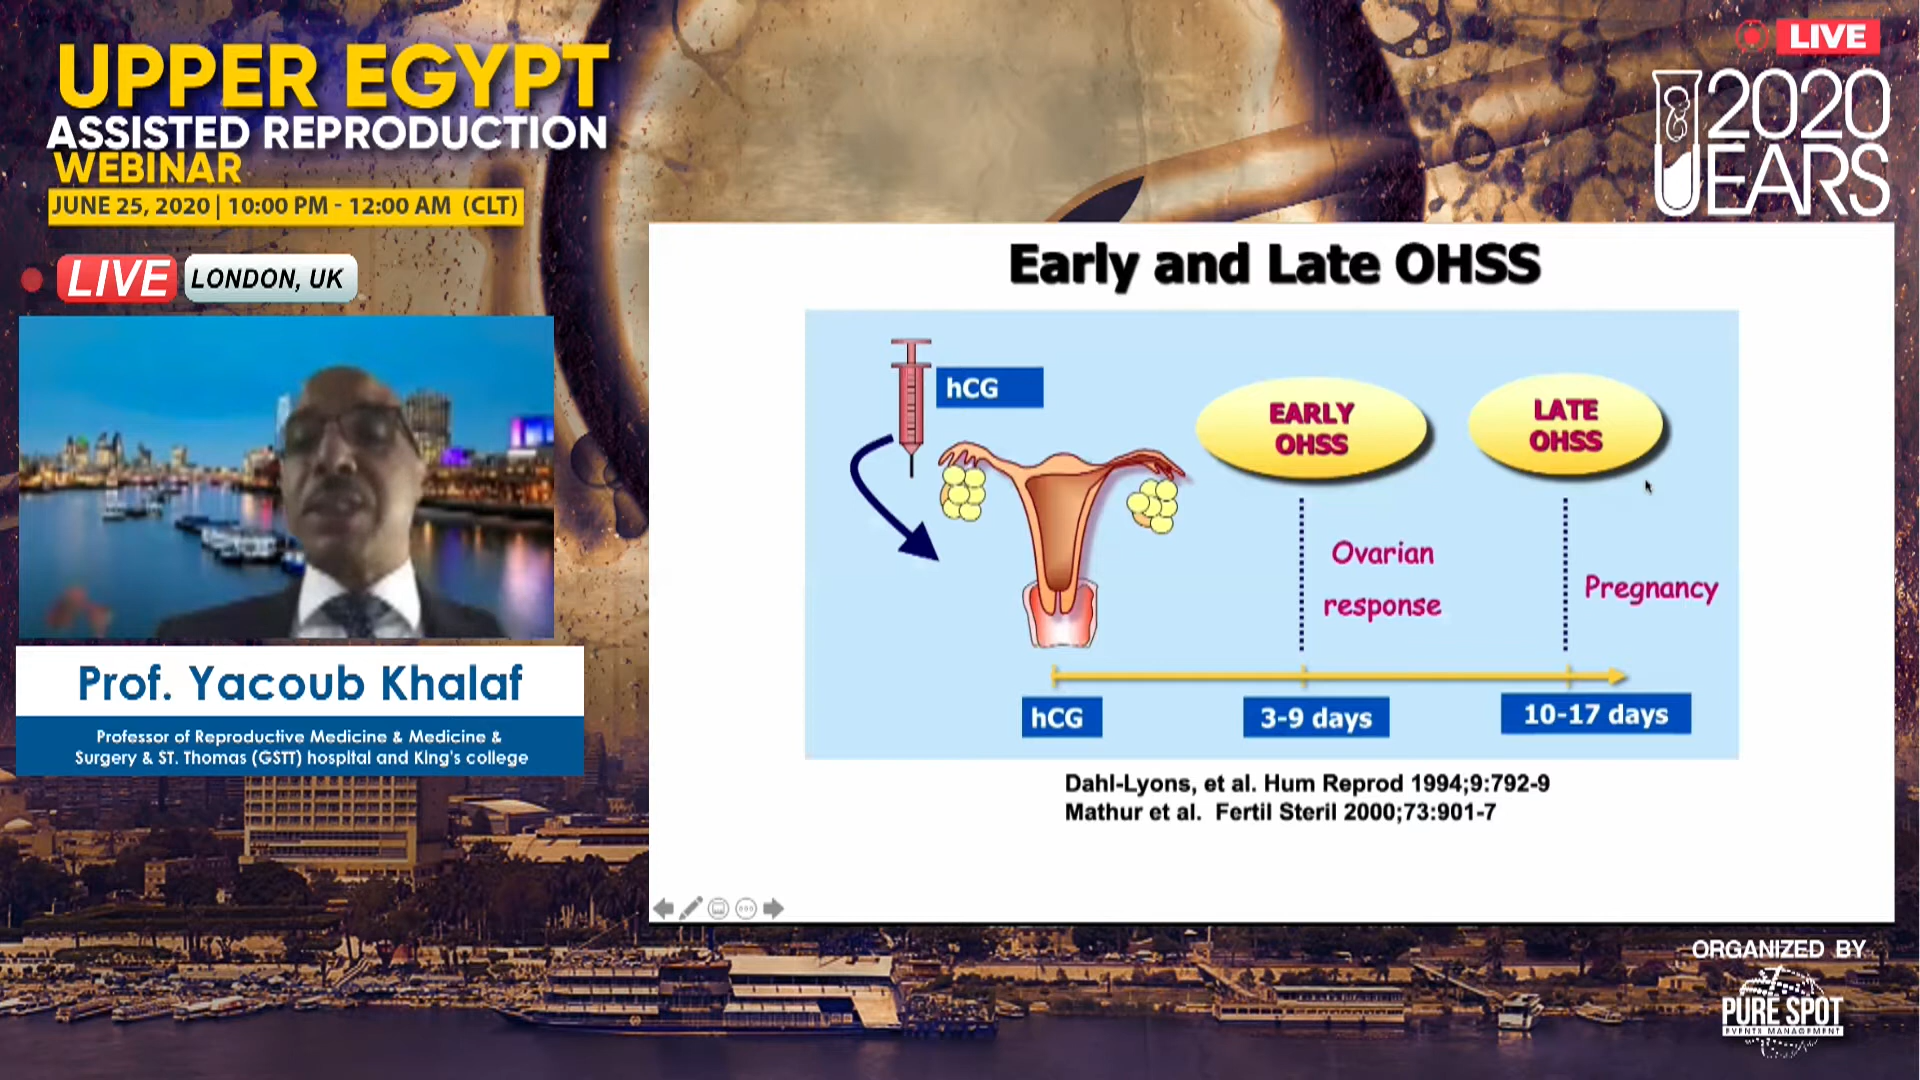 UPPER EGYPT
ASSISTED REPRODUCTION
WEBINAR
JUNE 25, 2020 | 10:00 PM - 12:00 AM (CLT)
LIVE
LONDON, UK
Prof. Yacoub Khalaf
Professor of Reproductive Medicine & Medicine &
Surgery & ST. Thomas (GSTT) hospital and King's college
LIVE
2020
UEARS
Early and Late OHSS
hCG
EARLY
OHSS
LATE
OHSS
Ovarian
response
Pregnancy
hCG
3-9 days
10-17 days
Dahl-Lyons, et al. Hum Reprod 1994;9:792-9
Mathur et al. Fertil Steril 2000;73:901-7
ORGANIZED BY
PURE SPOT
EVENTS MANAGEMENT